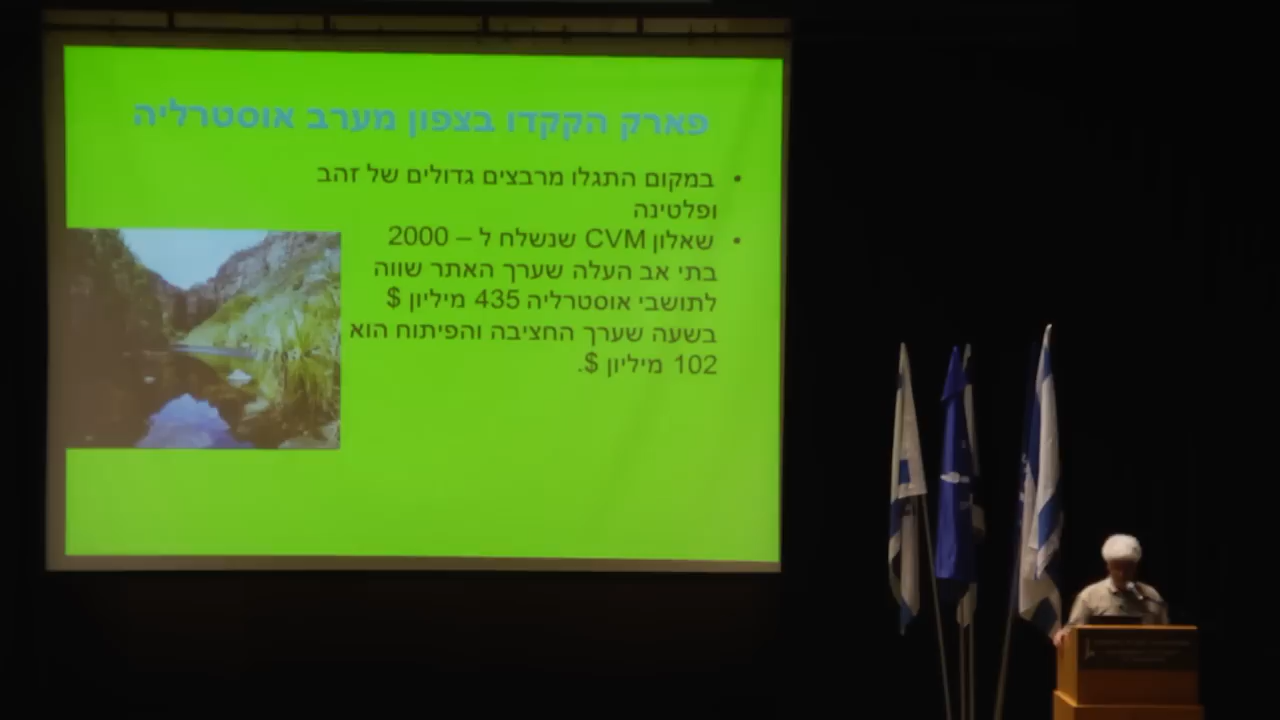 פארק הקקדו בצפון מערב אוסטרליה
• במקום התגלו מרבצים גדולים של זהב
ופלטינה
• שאלון CVM שנשלח ל – 2000
בתי אב העלה שערך האתר שווה
לתושבי אוסטרליה 435 מיליון $
בשעה שערך החציבה והפיתוח הוא
102 מיליון $.